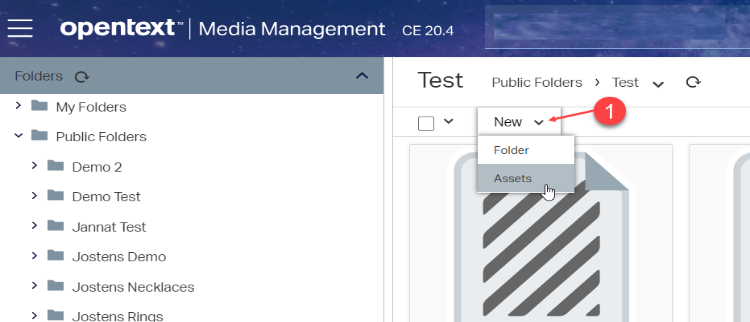 opentext™ | Media Management CE 20.4
Folders
My Folders
Public Folders
Demo 2
Demo Test
Jannat Test
Jostens Demo
Jostens Necklaces
Jostens Rings
Test Public Folders > Test
New
1
Folder
Assets